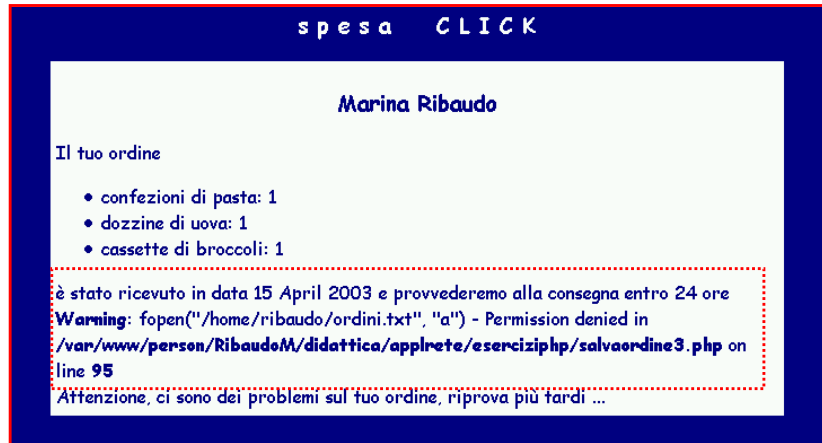 spesa CLICK
Marina Ribaudo
Il tuo ordine
• confezioni di pasta: 1
• dozzine di uova: 1
• cassette di broccoli: 1
è stato ricevuto in data 15 April 2003 e provvederemo alla consegna entro 24 ore
Warning: fopen("/home/ribaudo/ordini.txt", "a") - Permission denied in
/var/www/person/RibaudoM/didattica/applrete/eserciziphp/salvaordine3.php on
line 95
Attenzione, ci sono dei problemi sul tuo ordine, riprova più tardi ...